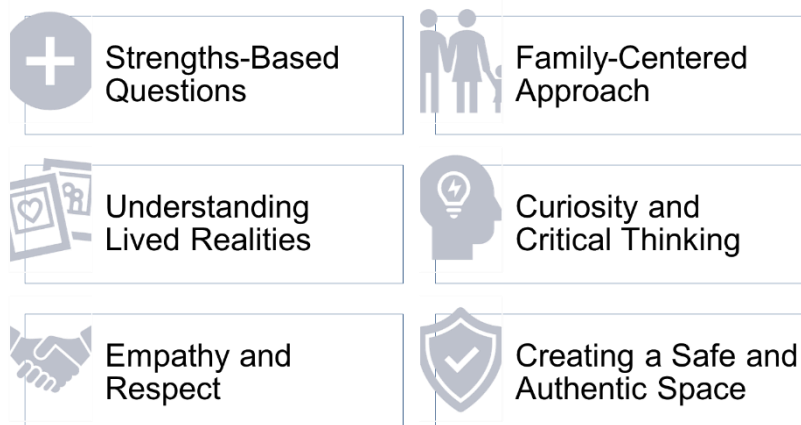 Strengths-Based
Questions
Family-Centered
Approach
Understanding
Lived Realities
Curiosity and
Critical Thinking
Empathy and
Respect
Creating a Safe and
Authentic Space